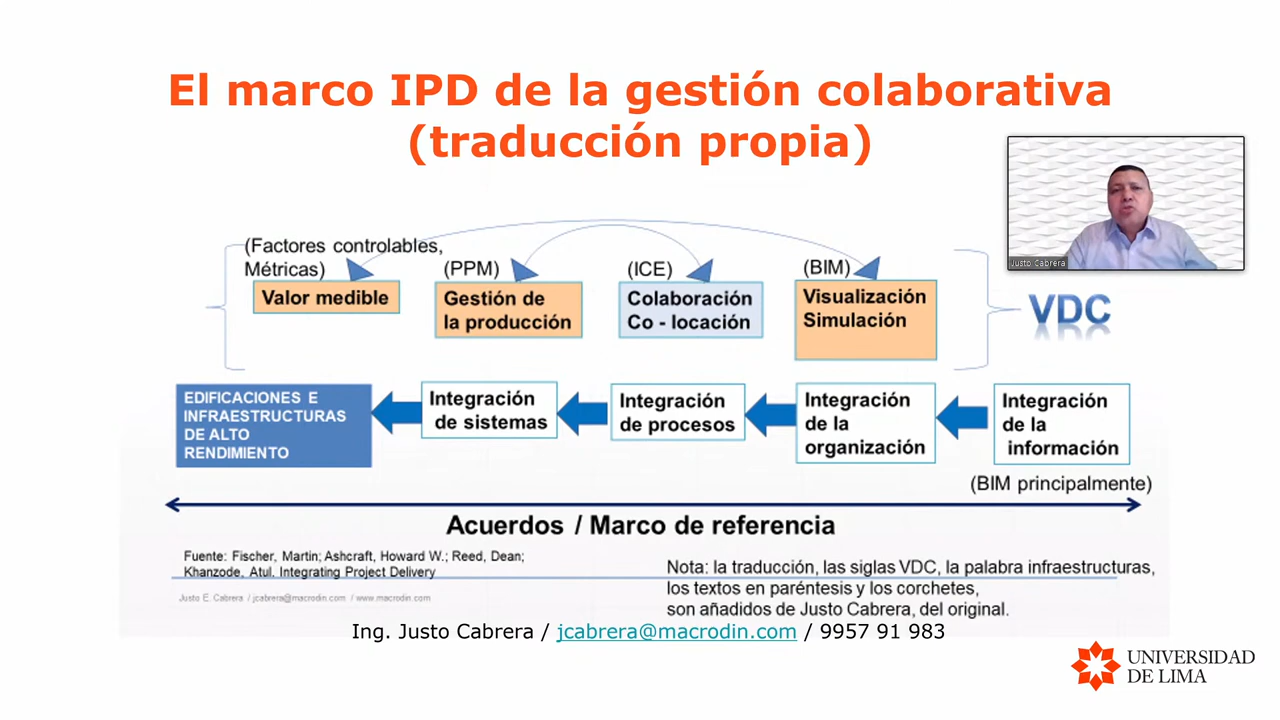 El marco IPD de la gestión colaborativa
(traducción propia)
Justo Cabrera
(Factores controlables,
Métricas)
(PPM)
(ICE)
(BIM)
Valor medible
Gestión de
la producción
Colaboración
Co - locación
Visualización
Simulación
VDC
EDIFICACIONES E
INFRAESTRUCTURAS
DE ALTO
RENDIMIENTO
Integración
de sistemas
Integración
de procesos
Integración
de la
organización
Integración
de la
información
(BIM principalmente)
Acuerdos / Marco de referencia
Fuente: Fischer, Martin; Ashcraft, Howard W.; Reed, Dean;
Khanzode, Atul. Integrating Project Delivery
Justo E. Cabrera / jcabrera@macrodin.com / www.macrodin.com
Nota: la traducción, las siglas VDC, la palabra infraestructuras,
los textos en paréntesis y los corchetes,
son añadidos de Justo Cabrera, del original.
Ing. Justo Cabrera / jcabrera@macrodin.com / 9957 91 983
UNIVERSIDAD
DE LIMA